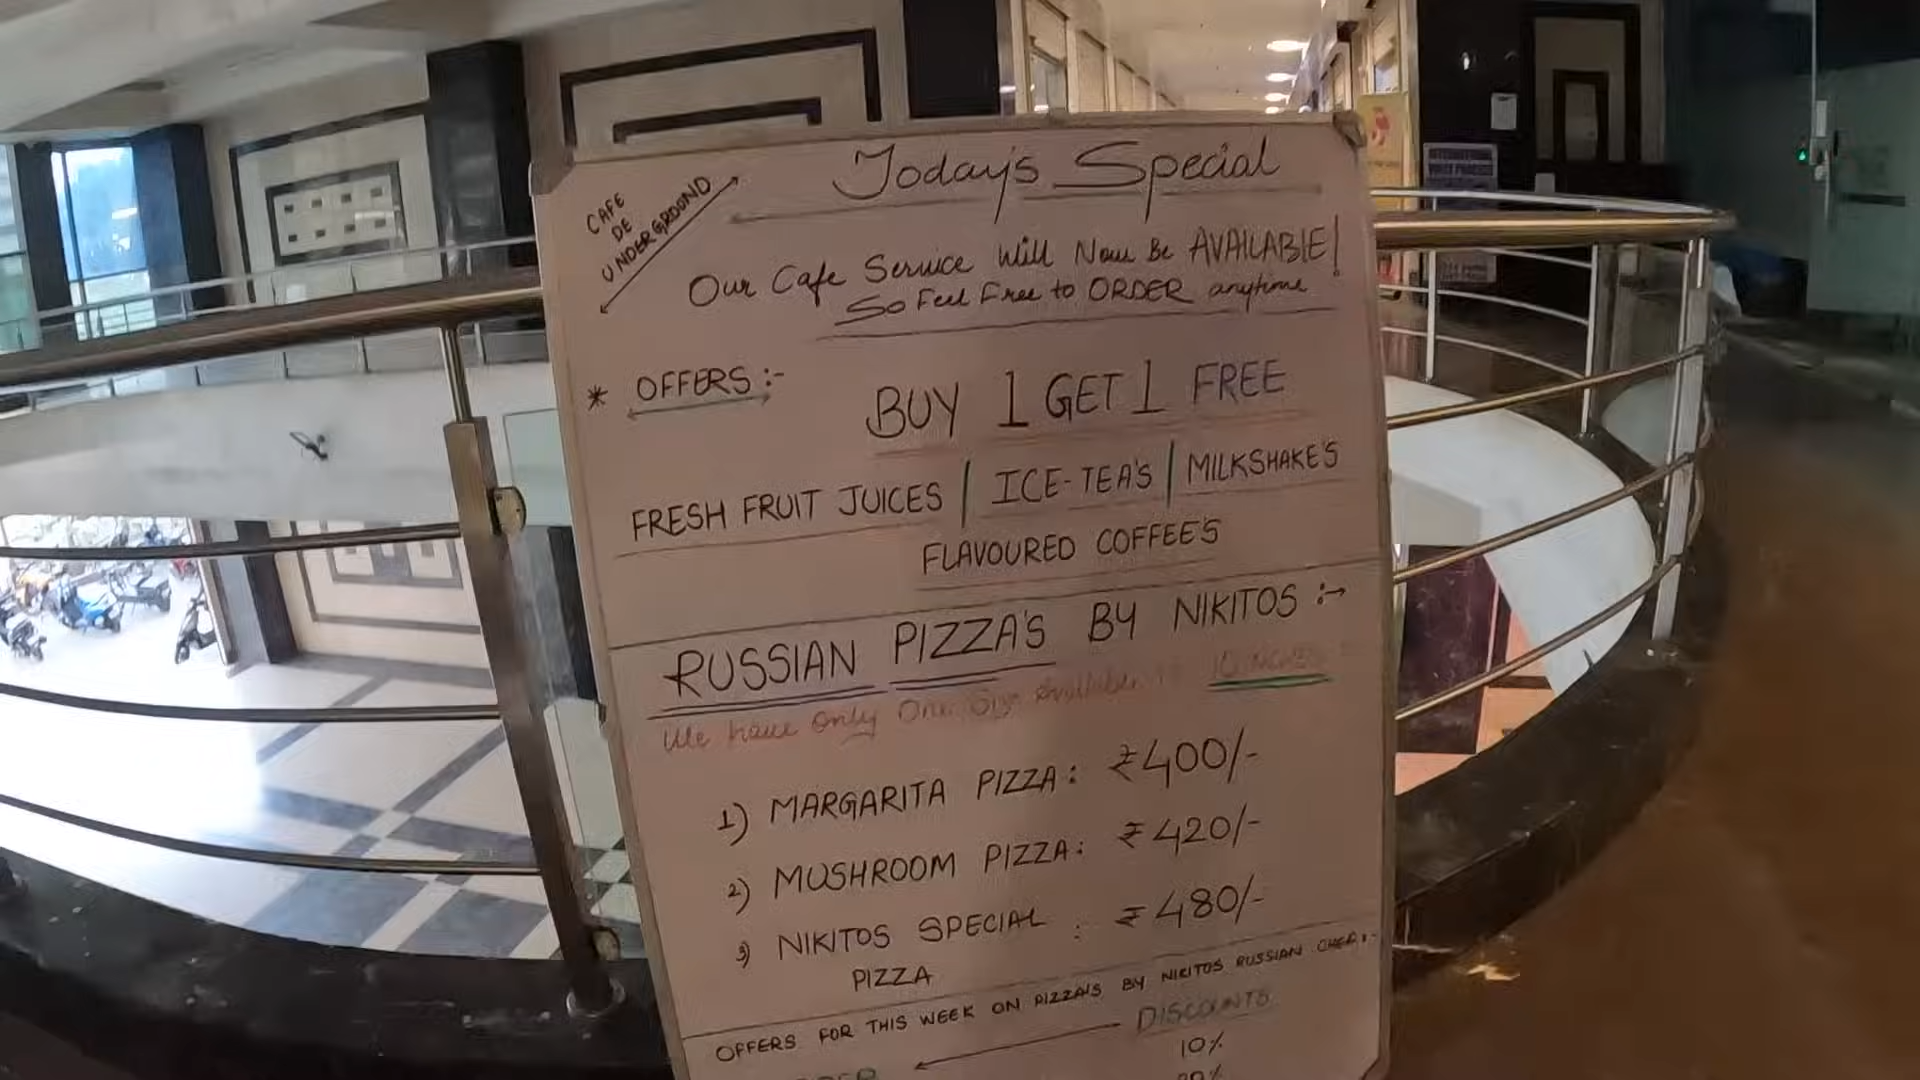 CAFE
DE
UNDERGROOND
Today's Special
Our Cafe Service Will Now Be AVAILABLE!
So Feel Free to ORDER anytime
* OFFERS :-
BUY 1 GET 1 FREE
FRESH FRUIT JUICES | ICE-TEA'S | MILKSHAKE'S
FLAVOURED COFFEE'S
RUSSIAN PIZZA'S BY NIKITOS :→
We have only One Size Available
1) MARGARITA PIZZA : ₹400/-
2) MUSHROOM PIZZA : ₹420/-
3) NIKITOS SPECIAL : ₹480/-
PIZZA
OFFERS FOR THIS WEEK ON PIZZA'S BY NIKITOS RUSSIAN CHEF :-
DISCOUNTS
10%